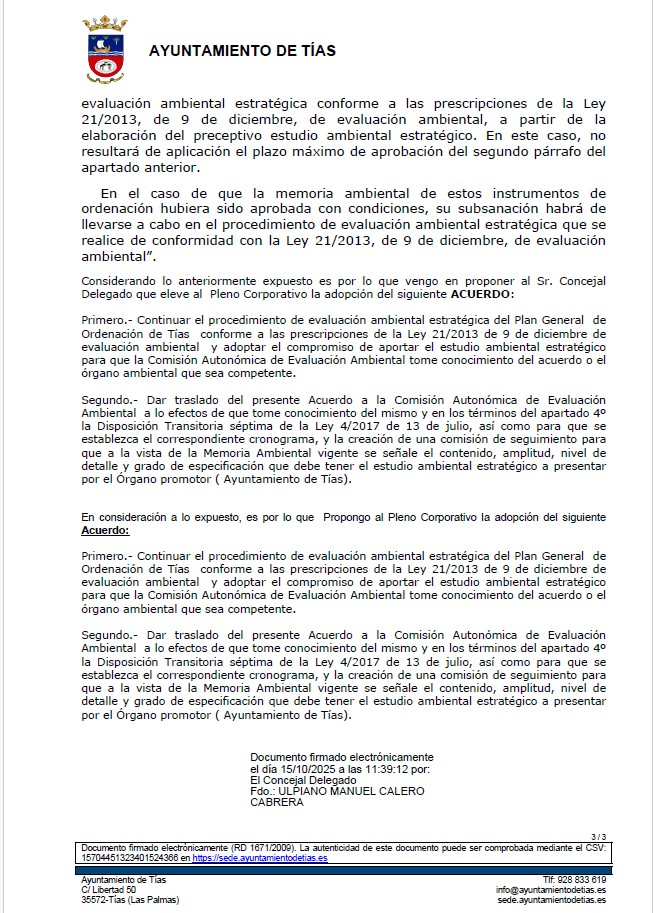 AYUNTAMIENTO DE TÍAS
evaluación ambiental estratégica conforme a las prescripciones de la Ley
21/2013, de 9 de diciembre, de evaluación ambiental, a partir de la
elaboración del preceptivo estudio ambiental estratégico. En este caso, no
resultará de aplicación el plazo máximo de aprobación del segundo párrafo del
apartado anterior.
En el caso de que la memoria ambiental de estos instrumentos de
ordenación hubiera sido aprobada con condiciones, su subsanación habrá de
llevarse a cabo en el procedimiento de evaluación ambiental estratégica que se
realice de conformidad con la Ley 21/2013, de 9 de diciembre, de evaluación
ambiental”.
Considerando lo anteriormente expuesto es por lo que vengo en proponer al Sr. Concejal
Delegado que eleve al Pleno Corporativo la adopción del siguiente ACUERDO:
Primero.- Continuar el procedimiento de evaluación ambiental estratégica del Plan General de
Ordenación de Tías conforme a las prescripciones de la Ley 21/2013 de 9 de diciembre de
evaluación ambiental y adoptar el compromiso de aportar el estudio ambiental estratégico
para que la Comisión Autonómica de Evaluación Ambiental tome conocimiento del acuerdo o el
órgano ambiental que sea competente.
Segundo.- Dar traslado del presente Acuerdo a la Comisión Autonómica de Evaluación
Ambiental a lo efectos de que tome conocimiento del mismo y en los términos del apartado 4º
la Disposición Transitoria séptima de la Ley 4/2017 de 13 de julio, así como para que se
establezca el correspondiente cronograma, y la creación de una comisión de seguimiento para
que a la vista de la Memoria Ambiental vigente se señale el contenido, amplitud, nivel de
detalle y grado de especificación que debe tener el estudio ambiental estratégico a presentar
por el Órgano promotor ( Ayuntamiento de Tías).
En consideración a lo expuesto, es por lo que Propongo al Pleno Corporativo la adopción del siguiente
Acuerdo:
Primero.- Continuar el procedimiento de evaluación ambiental estratégica del Plan General de
Ordenación de Tías conforme a las prescripciones de la Ley 21/2013 de 9 de diciembre de
evaluación ambiental y adoptar el compromiso de aportar el estudio ambiental estratégico
para que la Comisión Autonómica de Evaluación Ambiental tome conocimiento del acuerdo o el
órgano ambiental que sea competente.
Segundo.- Dar traslado del presente Acuerdo a la Comisión Autonómica de Evaluación
Ambiental a lo efectos de que tome conocimiento del mismo y en los términos del apartado 4º
la Disposición Transitoria séptima de la Ley 4/2017 de 13 de julio, así como para que se
establezca el correspondiente cronograma, y la creación de una comisión de seguimiento para
que a la vista de la Memoria Ambiental vigente se señale el contenido, amplitud, nivel de
detalle y grado de especificación que debe tener el estudio ambiental estratégico a presentar
por el Órgano promotor ( Ayuntamiento de Tías).
Documento firmado electrónicamente
el día 15/10/2025 a las 11:39:12 por:
El Concejal Delegado
Fdo.: ULPIANO MANUEL CALERO
CABRERA
3 / 3
Documento firmado electrónicamente (RD 1671/2009). La autenticidad de este documento puede ser comprobada mediante el CSV:
15704451323401524366 en https://sede.ayuntamientodetias.es
Ayuntamiento de Tías
C/ Libertad 50
35572-Tías (Las Palmas)
Tlf: 928 833 619
info@ayuntamientodetias.es
sede.ayuntamientodetias.es